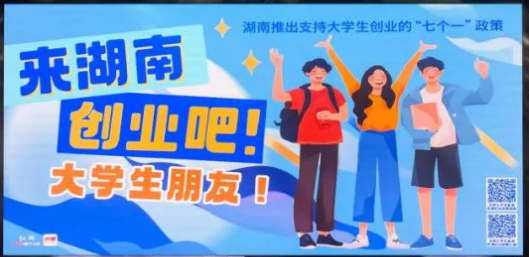 湖南推出支持大学生创业的“七个一”政策
来湖南
创业吧！
大学生朋友！